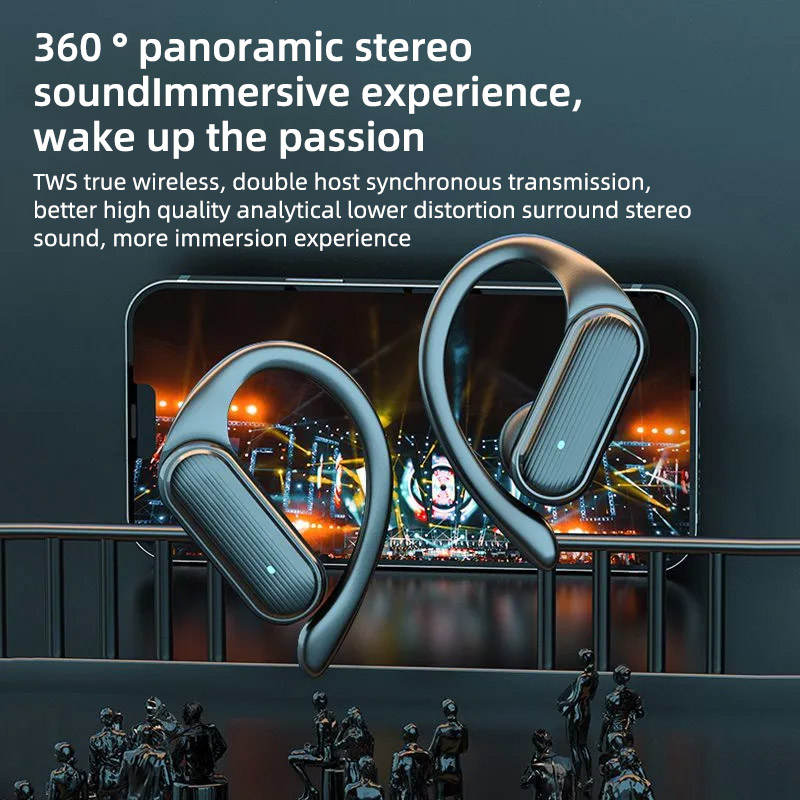 360 ° panoramic stereo
soundImmersive experience,
wake up the passion
TWS true wireless, double host synchronous transmission,
better high quality analytical lower distortion surround stereo
sound, more immersion experience